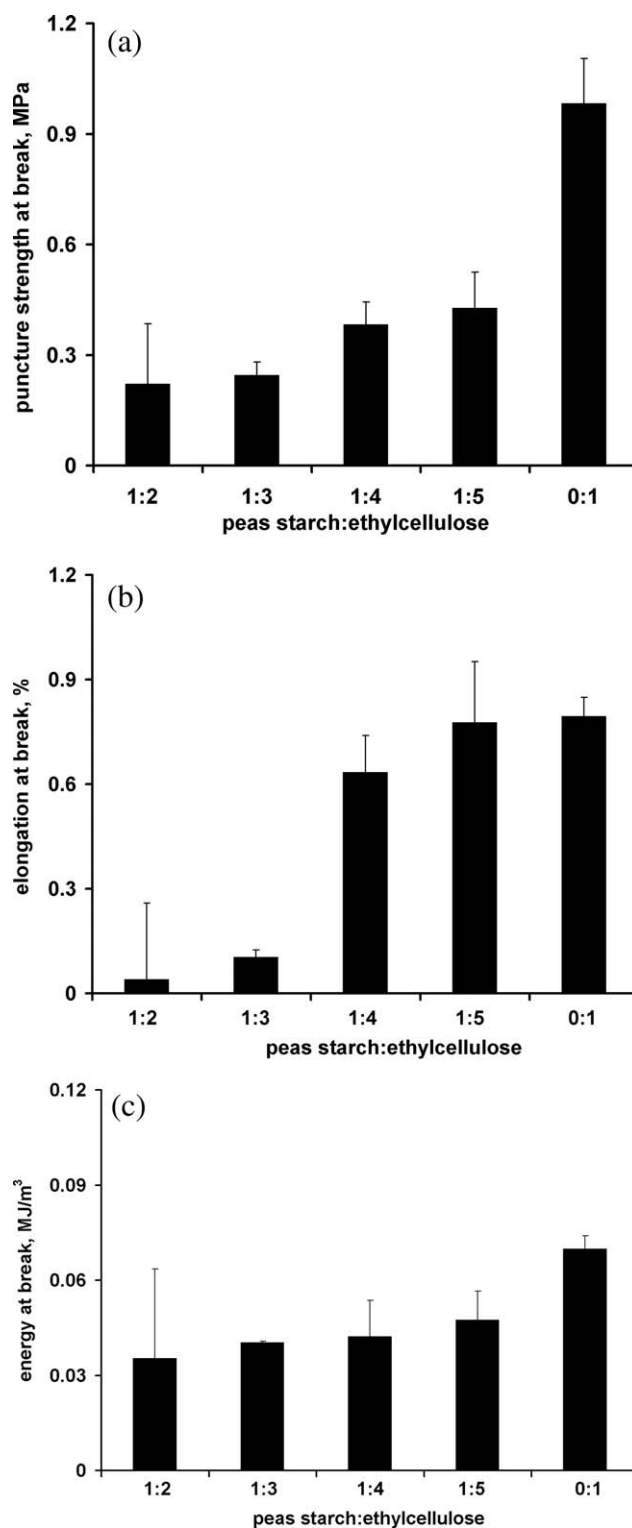 (a)
puncture strength at break, MPa
1.2
0.9
0.6
0.3
0
1:2 1:3 1:4 1:5 0:1
peas starch:ethylcellulose
(b)
elongation at break, %
1.2
0.9
0.6
0.3
0
1:2 1:3 1:4 1:5 0:1
peas starch:ethylcellulose
(c)
energy at break, MJ/m³
0.12
0.09
0.06
0.03
0
1:2 1:3 1:4 1:5 0:1
peas starch:ethylcellulose